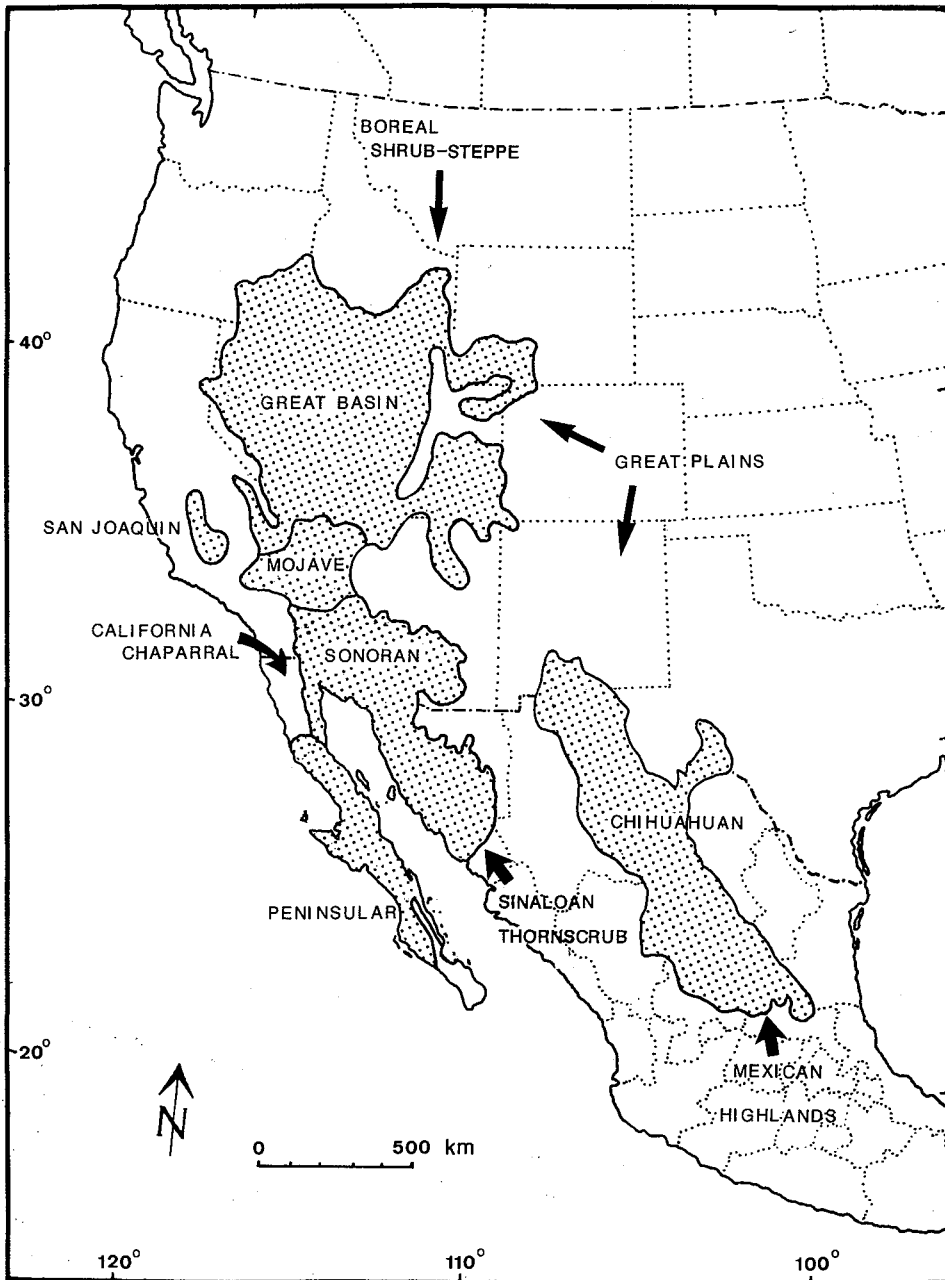 BOREAL
SHRUB-STEPPE
40°
GREAT BASIN
GREAT PLAINS
SAN JOAQUIN
MOJAVE
CALIFORNIA
CHAPARRAL
SONORAN
30°
CHIHUAHUAN
SINALOAN
PENINSULAR
THORNSCRUB
20°
MEXICAN
N
HIGHLANDS
0 500 km
120° 110° 100°